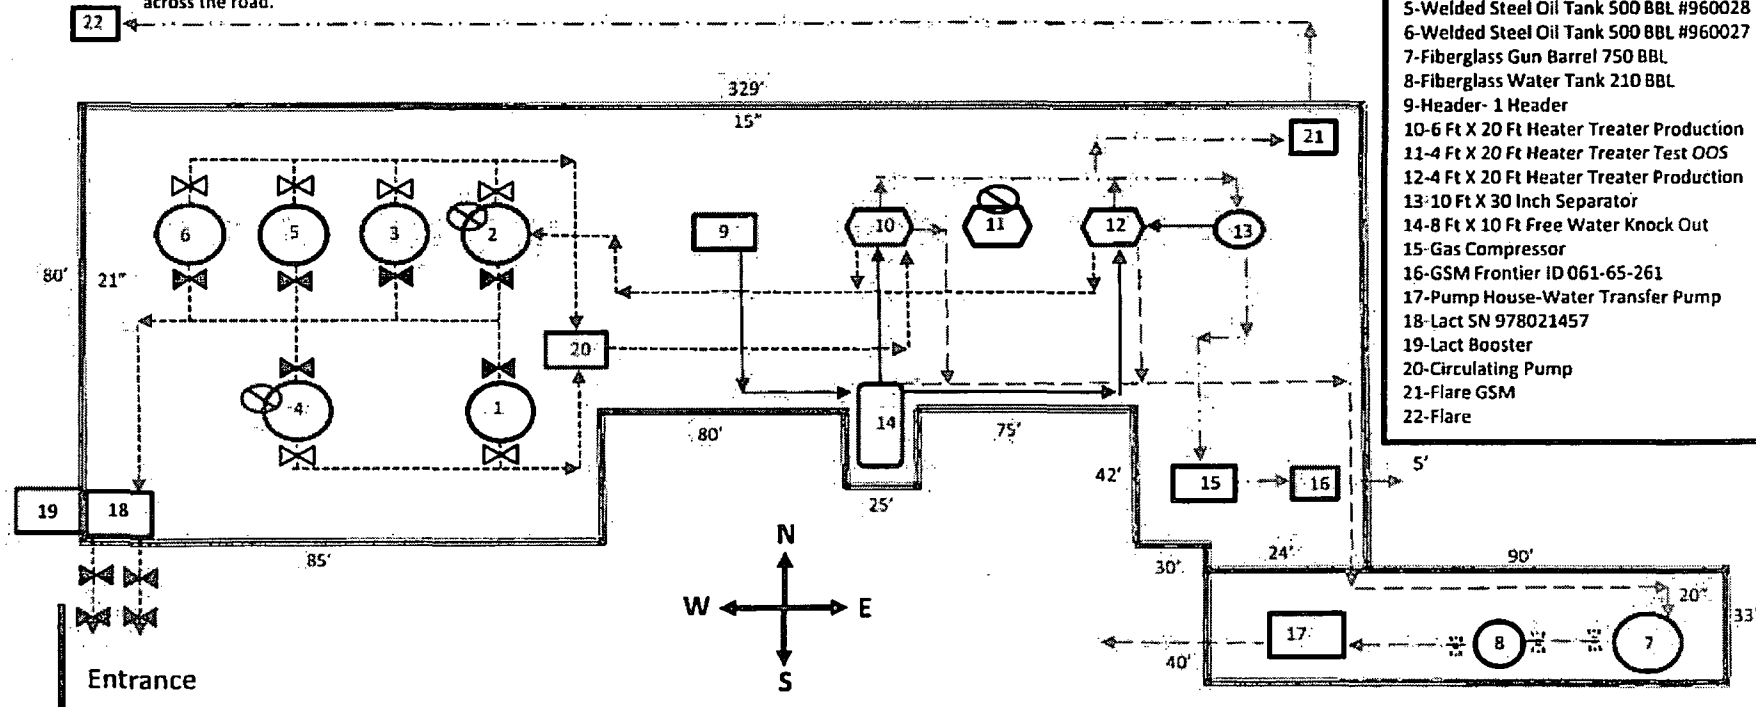 across the road.
22
5-Welded Steel Oil Tank 500 BBL #960028
6-Welded Steel Oil Tank 500 BBL #960027
7-Fiberglass Gun Barrel 750 BBL
8-Fiberglass Water Tank 210 BBL
9-Header- 1 Header
10-6 Ft X 20 Ft Heater Treater Production
11-4 Ft X 20 Ft Heater Treater Test OOS
12-4 Ft X 20 Ft Heater Treater Production
13-10 Ft X 30 Inch Separator
14-8 Ft X 10 Ft Free Water Knock Out
15-Gas Compressor
16-GSM Frontier ID 061-65-261
17-Pump House-Water Transfer Pump
18-Lact SN 978021457
19-Lact Booster
20-Circulating Pump
21-Flare GSM
22-Flare
329'
15"
21
6
5
3
2
9
10
11
12
13
80'
21"
20
4
1
14
80'
75'
42'
5'
25'
15
16
19
18
85'
N
W
E
S
30'
24'
90'
20"
33'
17
8
7
40'
Entrance